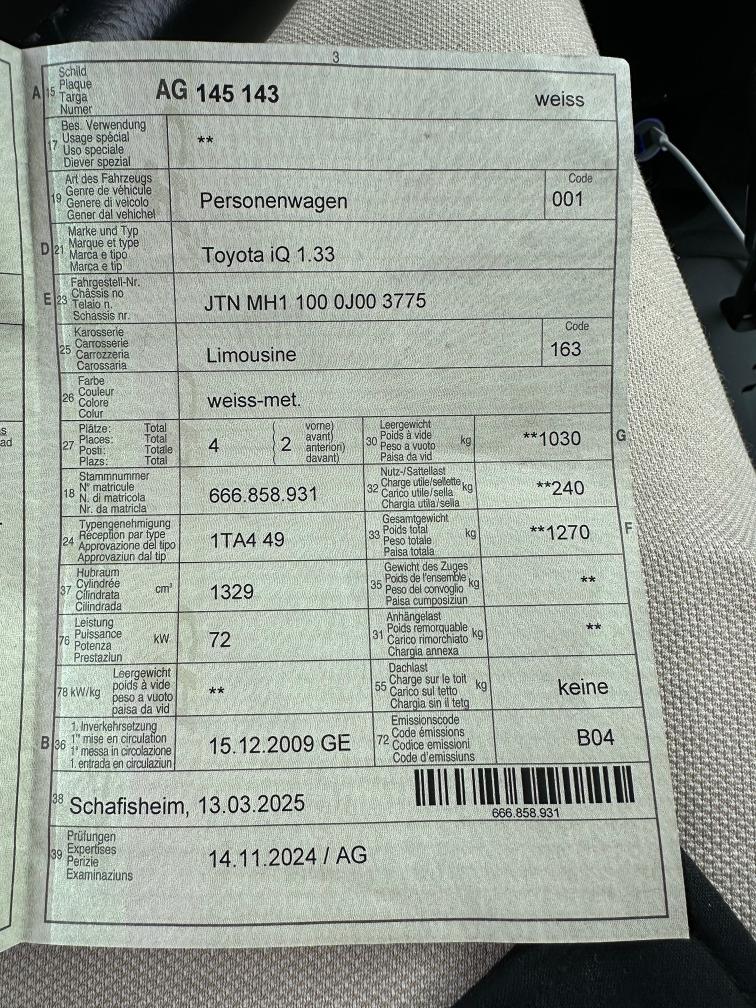 3
A 15 Schild
Plaque
Targa
Numer
AG 145 143 weiss
17 Bes. Verwendung
Usage spécial
Uso speciale
Diever spezial
**
19 Art des Fahrzeugs
Genre de véhicule
Genere di veicolo
Gener dal vehichel
Personenwagen
Code
001
D 21 Marke und Typ
Marque et type
Marca e tipo
Marca e tip
Toyota iQ 1.33
E 23 Fahrgestell-Nr.
Châssis no
Telaio n.
Schassis nr.
JTN MH1 100 0J00 3775
25 Karosserie
Carrosserie
Carrozzeria
Carossaria
Limousine
Code
163
26 Farbe
Couleur
Colore
Colur
weiss-met.
27 Plätze: Total
Places: Total
Posti: Totale
Plazs: Total
4 2
vorne)
avant)
anteriori)
davant)
30 Leergewicht
Poids à vide kg
Peso a vuoto
Paisa da vid
**1030 G
18 Stammnummer
N° matricule
N. di matricola
Nr. da matricla
666.858.931
32 Nutz-/Sattellast
Charge utile/sellette kg
Carico utile/sella
Chargia utila/sella
**240
24 Typengenehmigung
Réception par type
Approvazione del tipo
Approvaziun dal tip
1TA4 49
33 Gesamtgewicht
Poids total kg
Peso totale
Paisa totala
**1270 F
37 Hubraum
Cylindrée cm³
Cilindrata
Cilindrada
1329
35 Gewicht des Zuges
Poids de l'ensemble kg
Peso del convoglio
Paisa cumposiziun
**
76 Leistung
Puissance kW
Potenza
Prestaziun
72
31 Anhängelast
Poids remorquable kg
Carico rimorchiato
Chargia annexa
**
78 kW/kg Leergewicht
poids à vide
peso a vuoto
paisa da vid
**
55 Dachlast
Charge sur le toit kg
Carico sul tetto
Chargia sin il tetg
keine
B 36 1. Inverkehrsetzung
1re mise en circulation
1a messa in circolazione
1. entrada en circulaziun
15.12.2009 GE
72 Emissionscode
Code émissions
Codice emissioni
Code d'emissiuns
B04
38 Schafisheim, 13.03.2025
666.858.931
39 Prüfungen
Expertises
Perizie
Examinaziuns
14.11.2024 / AG
s
ad